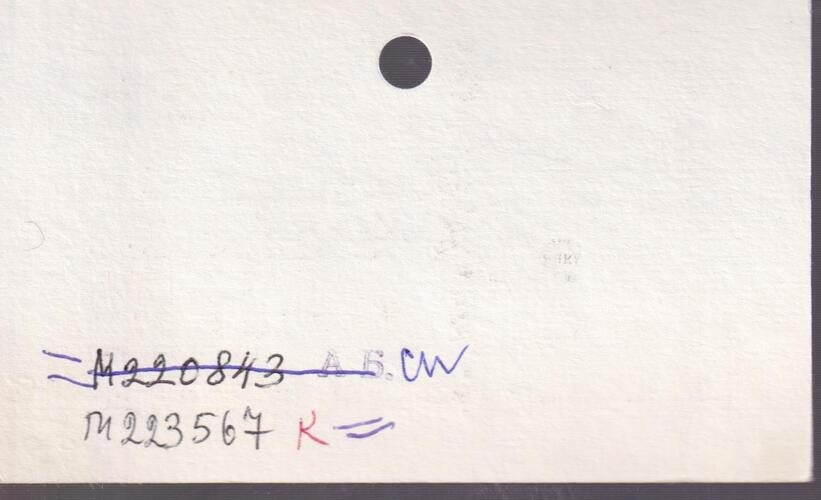 = М220843 А Б. см
М223567 К =